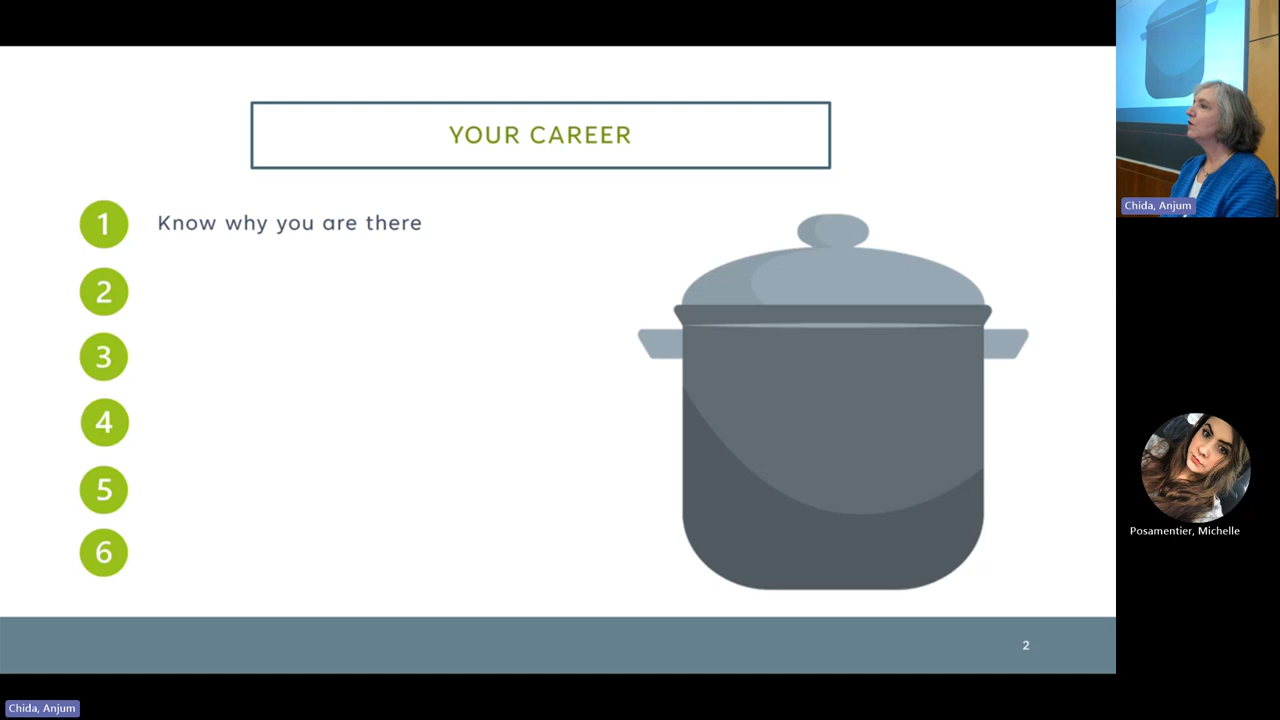 YOUR CAREER
1 Know why you are there
2
3
4
5
6
2
Chida, Anjum
Posamentier, Michelle
Chida, Anjum